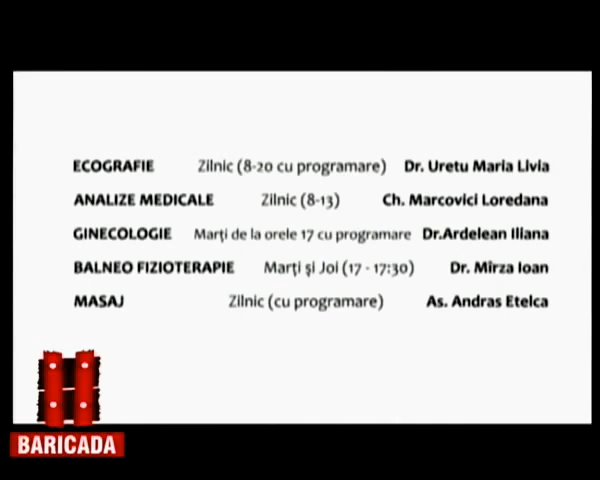 ECOGRAFIE Zilnic (8-20 cu programare) Dr. Uretu Maria Livia
ANALIZE MEDICALE Zilnic (8-13) Ch. Marcovici Loredana
GINECOLOGIE Marți de la orele 17 cu programare Dr.Ardelean Iliana
BALNEO FIZIOTERAPIE Marți și Joi (17 - 17:30) Dr. Mîrza Ioan
MASAJ Zilnic (cu programare) As. Andras Etelca
BARICADA